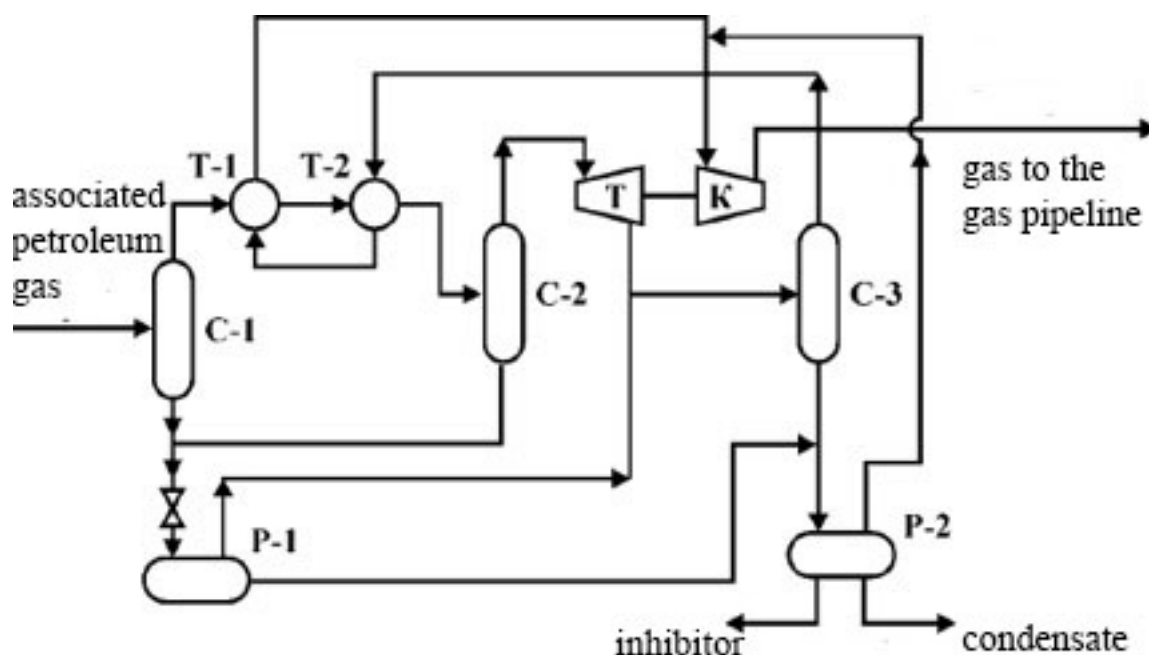 T-1
T-2
associated
petroleum
gas
T
K
gas to the
gas pipeline
C-1
C-2
C-3
P-1
P-2
inhibitor
condensate